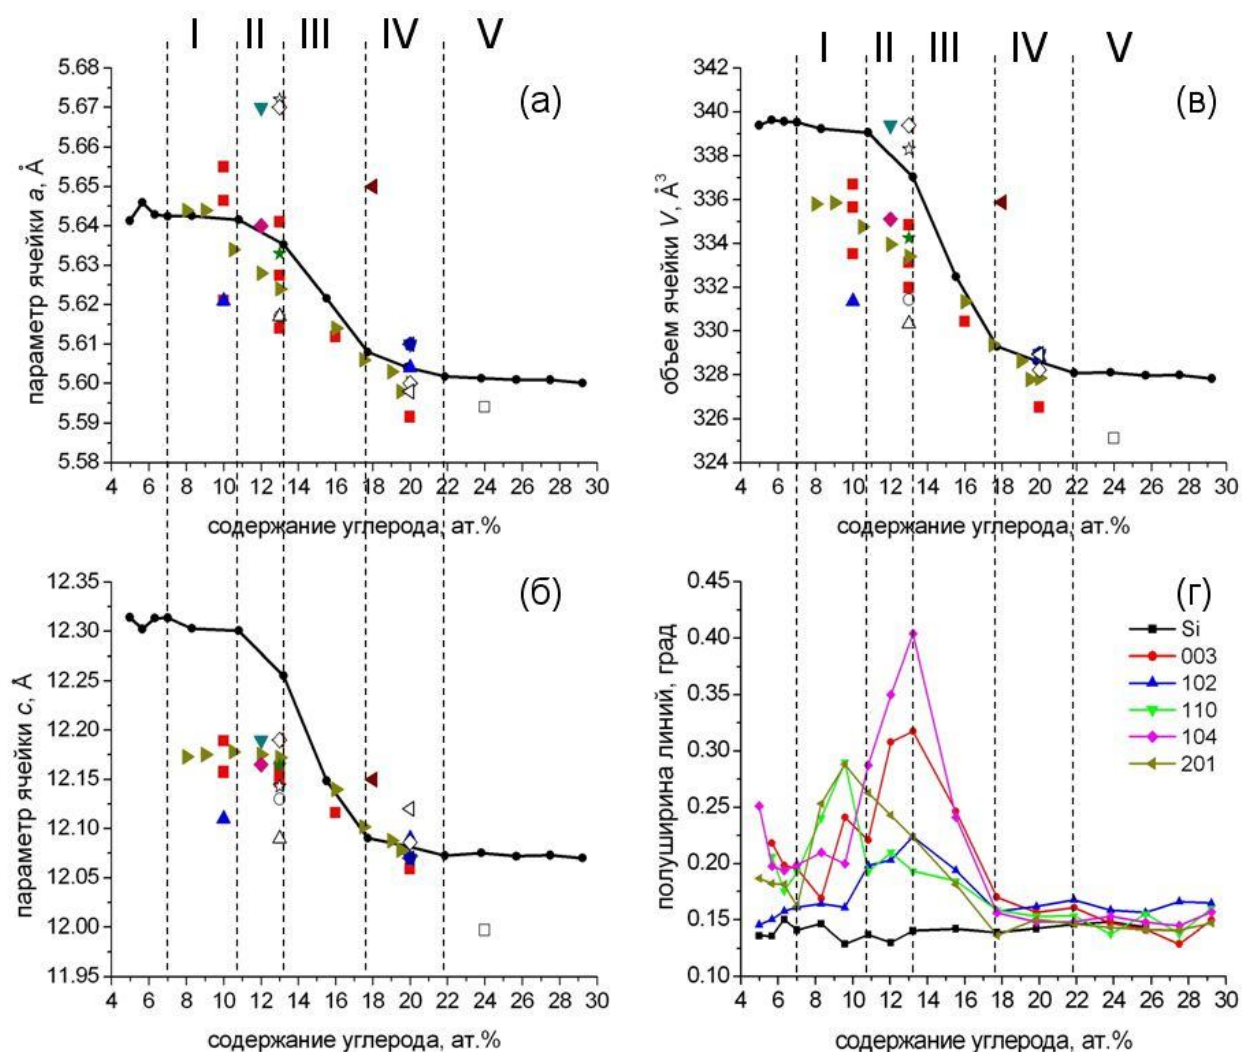 I II III IV V
I II III IV V
(а)
параметр ячейки a, Å
5.68
5.67
5.66
5.65
5.64
5.63
5.62
5.61
5.60
5.59
5.58
4 6 8 10 12 14 16 18 20 22 24 26 28 30
содержание углерода, ат.%
(в)
объем ячейки V, Å³
342
340
338
336
334
332
330
328
326
324
4 6 8 10 12 14 16 18 20 22 24 26 28 30
содержание углерода, ат.%
(б)
параметр ячейки c, Å
12.35
12.30
12.25
12.20
12.15
12.10
12.05
12.00
11.95
4 6 8 10 12 14 16 18 20 22 24 26 28 30
содержание углерода, ат.%
(г)
полуширина линий, град
0.45
0.40
0.35
0.30
0.25
0.20
0.15
0.10
Si
003
102
110
104
201
4 6 8 10 12 14 16 18 20 22 24 26 28 30
содержание углерода, ат.%